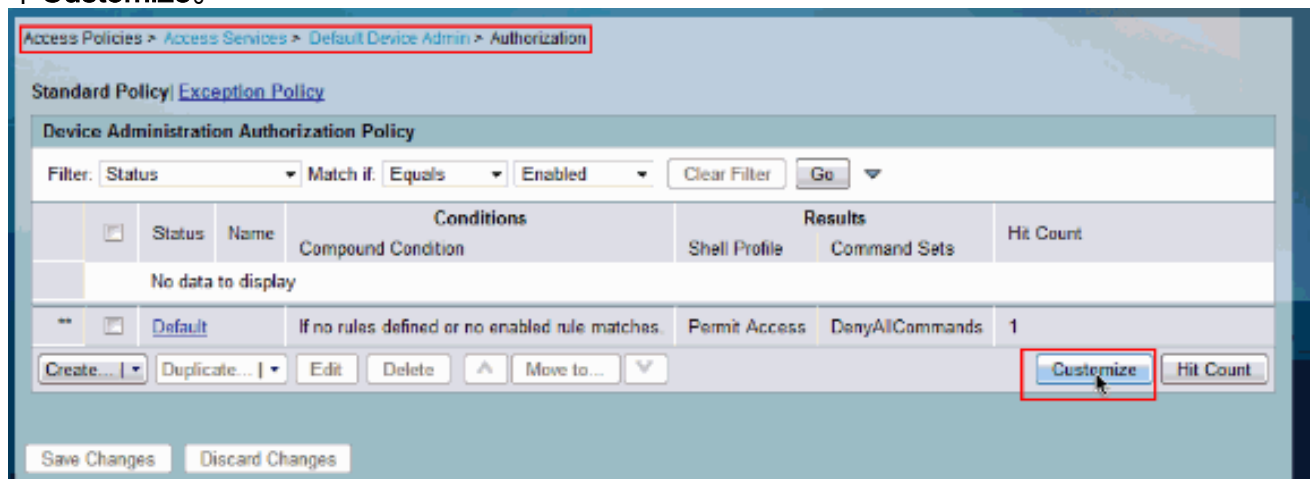 Customize。
Access Policies > Access Services > Default Device Admin > Authorization
Standard Policy| Exception Policy
Device Administration Authorization Policy
Filter: Status Match if: Equals Enabled Clear Filter Go
Status Name Conditions Results Hit Count
Compound Condition Shell Profile Command Sets
No data to display
** Default If no rules defined or no enabled rule matches. Permit Access DenyAllCommands 1
Create... | Duplicate... | Edit Delete Move to... Customize Hit Count
Save Changes Discard Changes